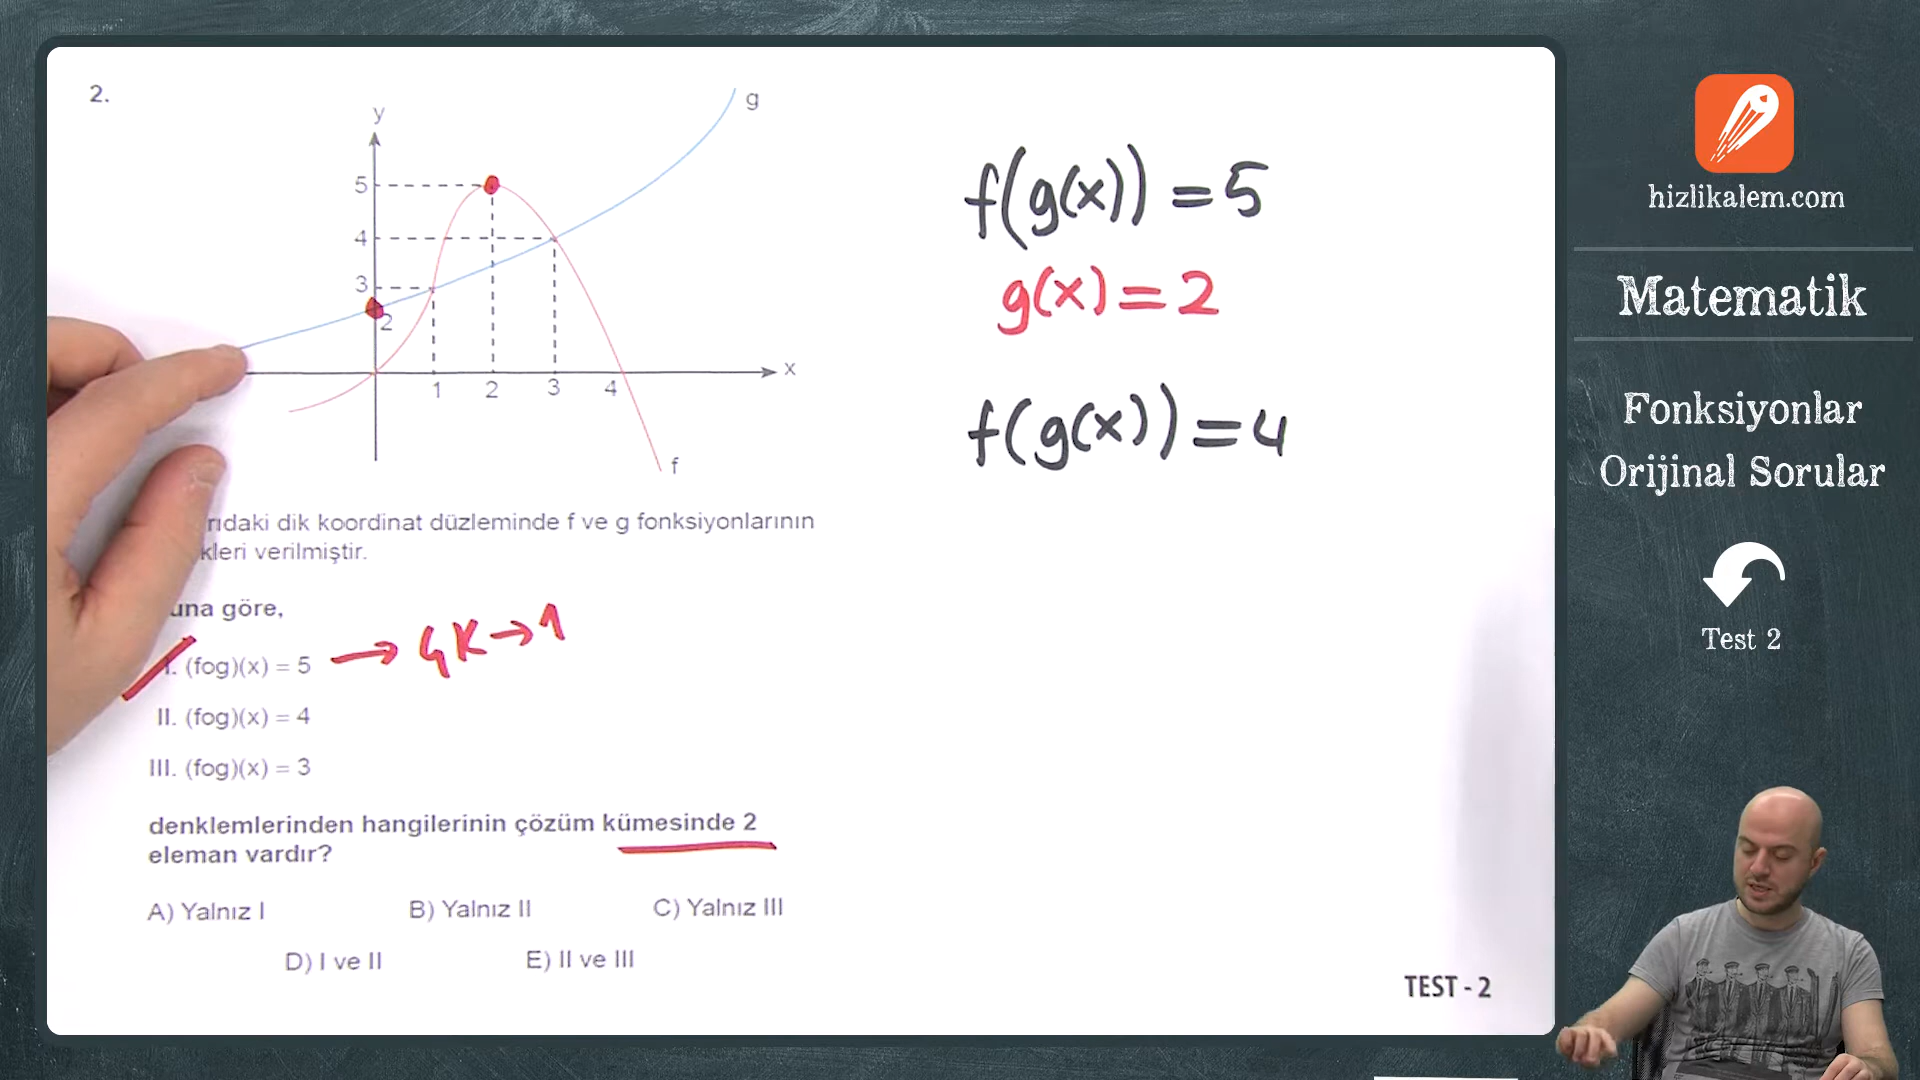 2.
y
g
5
4
3
2
1 2 3 4
x
f
rıdaki dik koordinat düzleminde f ve g fonksiyonlarının
kleri verilmiştir.
una göre,
I. (fog)(x) = 5 → ÇK → 1
II. (fog)(x) = 4
III. (fog)(x) = 3
denklemlerinden hangilerinin çözüm kümesinde 2
eleman vardır?
A) Yalnız I B) Yalnız II C) Yalnız III
D) I ve II E) II ve III
f(g(x)) = 5
g(x) = 2
f(g(x)) = 4
TEST - 2
hizlikalem.com
Matematik
Fonksiyonlar
Orijinal Sorular
Test 2